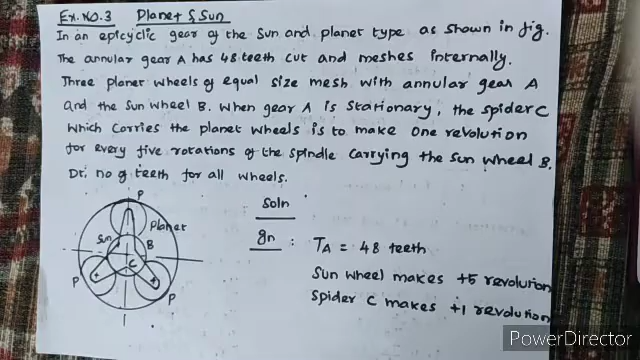 Ex.NO.3 Planet & Sun
In an epicyclic gear of the Sun and planet type as shown in fig.
The annular gear A has 48 teeth cut and meshes internally.
Three planet wheels of equal size mesh with annular gear A
and the Sun wheel B. When gear A is stationary, the spider C
which carries the planet wheels is to make one revolution
for every five rotations of the spindle carrying the sun wheel B.
Dt. no of teeth for all wheels.
P
Planet
Sun
B
C
P
P
soln
gn : TA = 48 teeth
Sun wheel makes +5 revolution
Spider C makes +1 revolution
PowerDirector